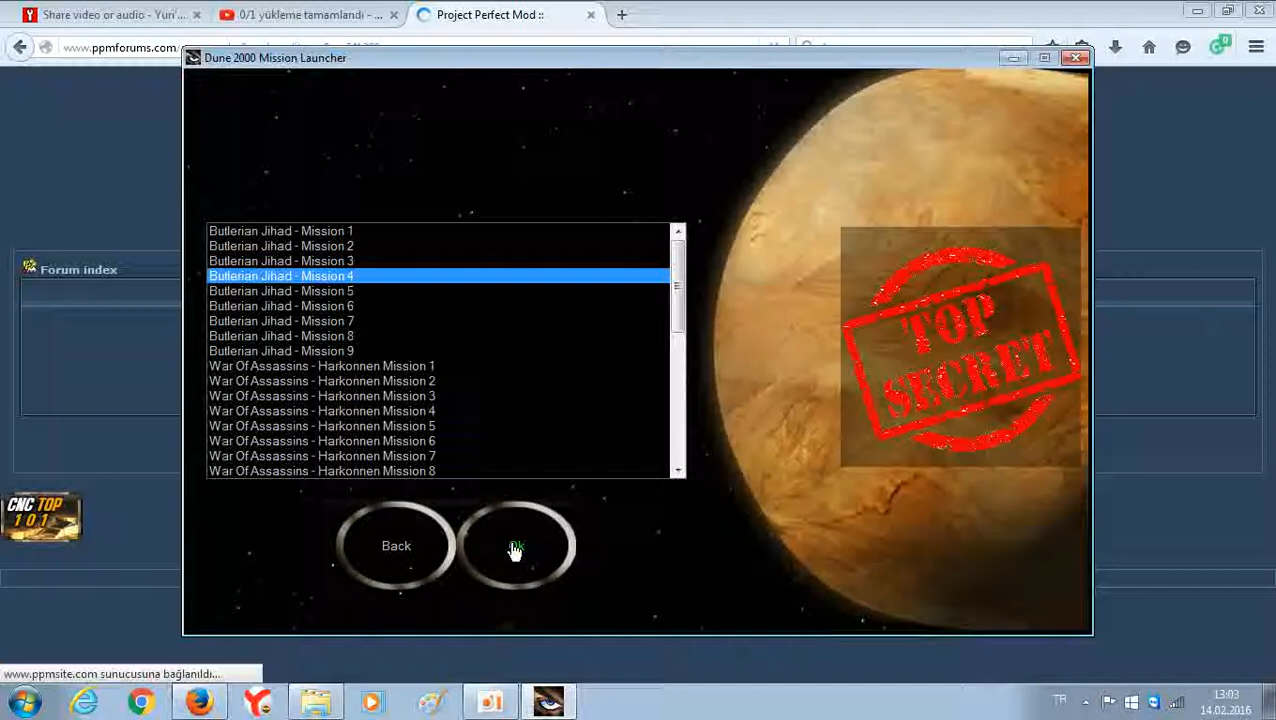 Share video or audio - Yuri'...
0/1 yükleme tamamlandı - ...
Project Perfect Mod ::
www.ppmforums.com
Dune 2000 Mission Launcher
Forum index
Butlerian Jihad - Mission 1
Butlerian Jihad - Mission 2
Butlerian Jihad - Mission 3
Butlerian Jihad - Mission 4
Butlerian Jihad - Mission 5
Butlerian Jihad - Mission 6
Butlerian Jihad - Mission 7
Butlerian Jihad - Mission 8
Butlerian Jihad - Mission 9
War Of Assassins - Harkonnen Mission 1
War Of Assassins - Harkonnen Mission 2
War Of Assassins - Harkonnen Mission 3
War Of Assassins - Harkonnen Mission 4
War Of Assassins - Harkonnen Mission 5
War Of Assassins - Harkonnen Mission 6
War Of Assassins - Harkonnen Mission 7
War Of Assassins - Harkonnen Mission 8
TOP
SECRET
CNC TOP
101
Back
Ok
www.ppmsite.com sunucusuna bağlanıldı...
TR
13:03
14.02.2016